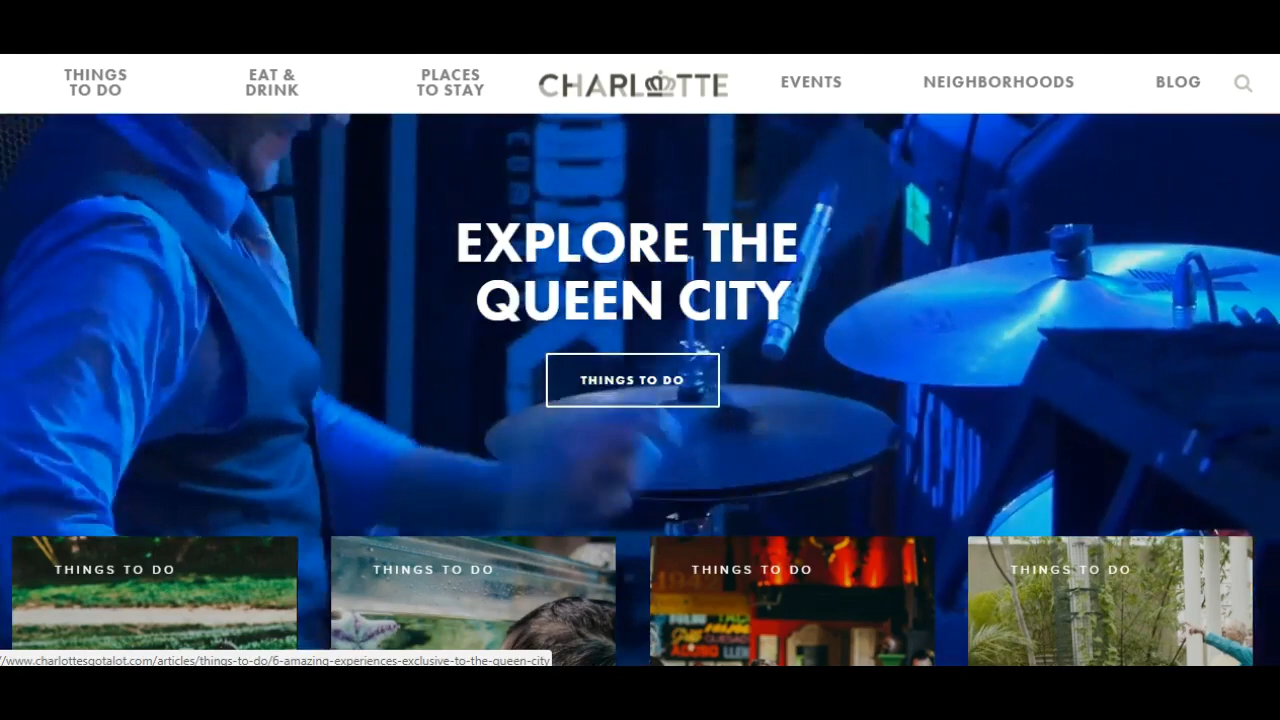 THINGS
TO DO
EAT &
DRINK
PLACES
TO STAY
CHARLOTTE
EVENTS
NEIGHBORHOODS
BLOG
EXPLORE THE
QUEEN CITY
THINGS TO DO
THINGS TO DO
THINGS TO DO
THINGS TO DO
THINGS TO DO
/www.charlottesgotalot.com/articles/things-to-do/6-amazing-experiences-exclusive-to-the-queen-city